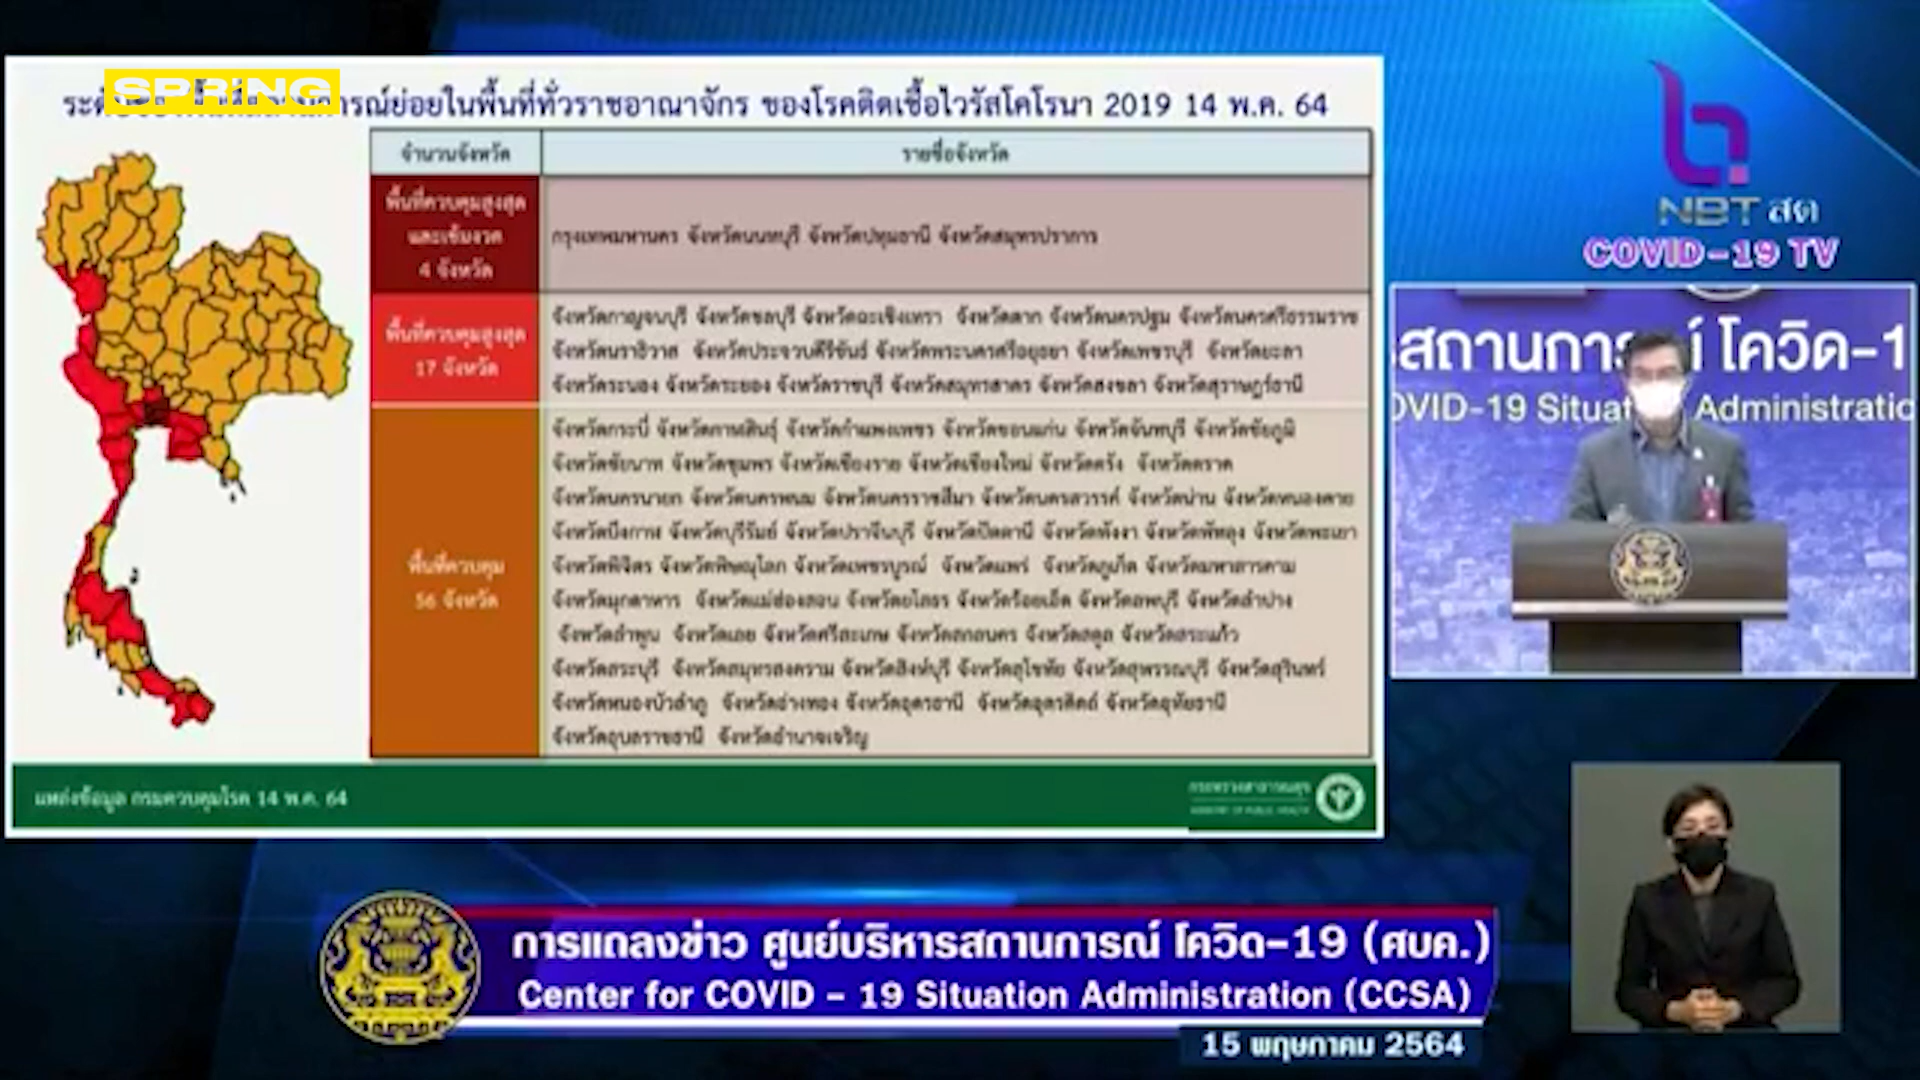 SPRING
การณ์ย่อยในพื้นที่ทั่วราชอาณาจักร ของโรคติดเชื้อไวรัสโคโรนา 2019 14 พ.ค. 64
จำนวนจังหวัด
รายชื่อจังหวัด
พื้นที่ควบคุมสูงสุด
และเข้มงวด
4 จังหวัด
กรุงเทพมหานคร จังหวัดนนทบุรี จังหวัดปทุมธานี จังหวัดสมุทรปราการ
พื้นที่ควบคุมสูงสุด
17 จังหวัด
จังหวัดกาญจนบุรี จังหวัดชลบุรี จังหวัดฉะเชิงเทรา จังหวัดตาก จังหวัดนครปฐม จังหวัดนครศรีธรรมราช
จังหวัดนราธิวาส จังหวัดประจวบคีรีขันธ์ จังหวัดพระนครศรีอยุธยา จังหวัดเพชรบุรี จังหวัดยะลา
จังหวัดระนอง จังหวัดระยอง จังหวัดราชบุรี จังหวัดสมุทรสาคร จังหวัดสงขลา จังหวัดสุราษฎร์ธานี
พื้นที่ควบคุม
56 จังหวัด
จังหวัดกระบี่ จังหวัดกาฬสินธุ์ จังหวัดกำแพงเพชร จังหวัดขอนแก่น จังหวัดจันทบุรี จังหวัดชัยภูมิ
จังหวัดชัยนาท จังหวัดชุมพร จังหวัดเชียงราย จังหวัดเชียงใหม่ จังหวัดตรัง จังหวัดตราด
จังหวัดนครนายก จังหวัดนครพนม จังหวัดนครราชสีมา จังหวัดนครสวรรค์ จังหวัดน่าน จังหวัดหนองคาย
จังหวัดบึงกาฬ จังหวัดบุรีรัมย์ จังหวัดปราจีนบุรี จังหวัดปัตตานี จังหวัดพังงา จังหวัดพัทลุง จังหวัดพะเยา
จังหวัดพิจิตร จังหวัดพิษณุโลก จังหวัดเพชรบูรณ์ จังหวัดแพร่ จังหวัดภูเก็ต จังหวัดมหาสารคาม
จังหวัดมุกดาหาร จังหวัดแม่ฮ่องสอน จังหวัดยโสธร จังหวัดร้อยเอ็ด จังหวัดลพบุรี จังหวัดลำปาง
จังหวัดลำพูน จังหวัดเลย จังหวัดศรีสะเกษ จังหวัดสกลนคร จังหวัดสตูล จังหวัดสระแก้ว
จังหวัดสระบุรี จังหวัดสมุทรสงคราม จังหวัดสิงห์บุรี จังหวัดสุโขทัย จังหวัดสุพรรณบุรี จังหวัดสุรินทร์
จังหวัดหนองบัวลำภู จังหวัดอ่างทอง จังหวัดอุดรธานี จังหวัดอุตรดิตถ์ จังหวัดอุทัยธานี
จังหวัดอุบลราชธานี จังหวัดอำนาจเจริญ
แหล่งข้อมูล กรมควบคุมโรค 14 พ.ค. 64
กระทรวงสาธารณสุข
MINISTRY OF PUBLIC HEALTH
NBT สด
COVID-19 TV
สถานการณ์ โควิด-1
OVID-19 Situat Administratio
การแถลงข่าว ศูนย์บริหารสถานการณ์ โควิด-19 (ศบค.)
Center for COVID - 19 Situation Administration (CCSA)
15 พฤษภาคม 2564